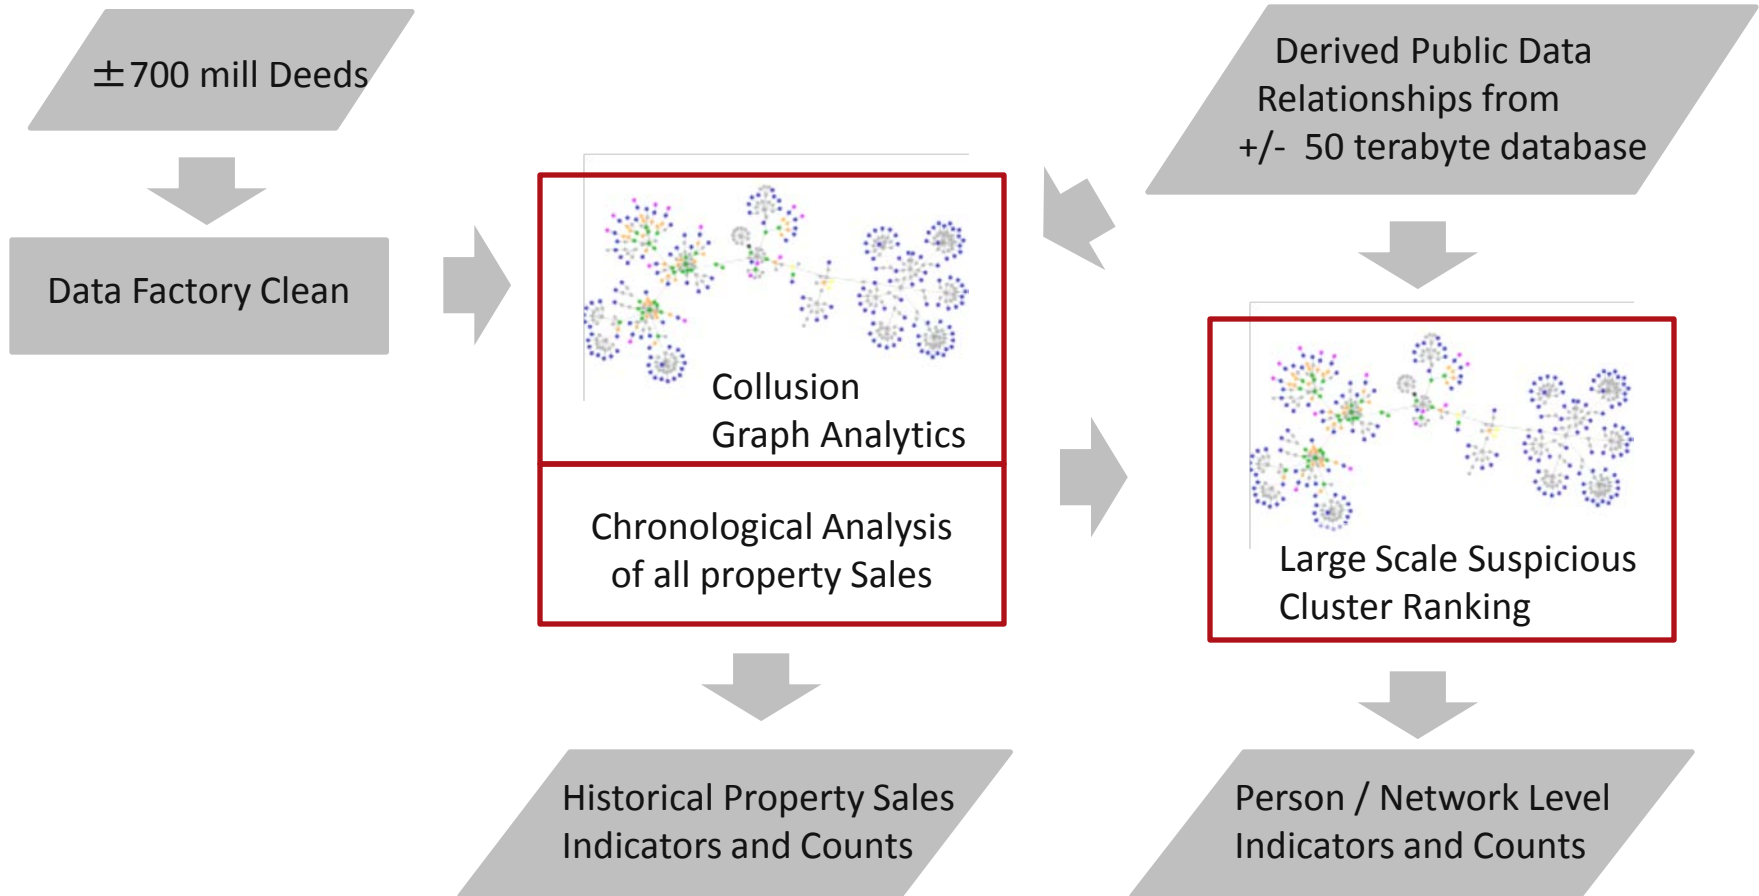 ±700 mill Deeds
Derived Public Data
Relationships from
+/- 50 terabyte database
Data Factory Clean
Collusion
Graph Analytics
Chronological Analysis
of all property Sales
Large Scale Suspicious
Cluster Ranking
Historical Property Sales
Indicators and Counts
Person / Network Level
Indicators and Counts